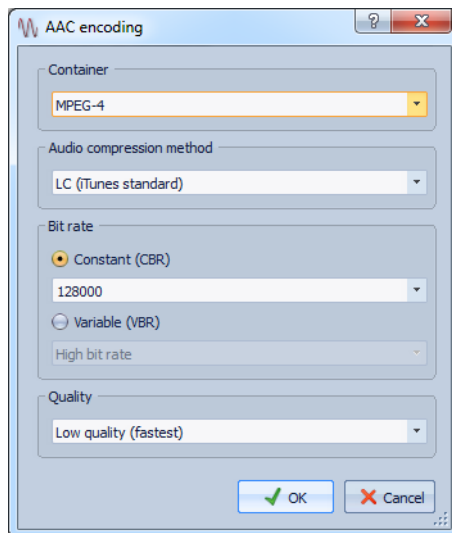 AAC encoding
?
Container
MPEG-4
Audio compression method
LC (iTunes standard)
Bit rate
Constant (CBR)
128000
Variable (VBR)
High bit rate
Quality
Low quality (fastest)
OK
Cancel